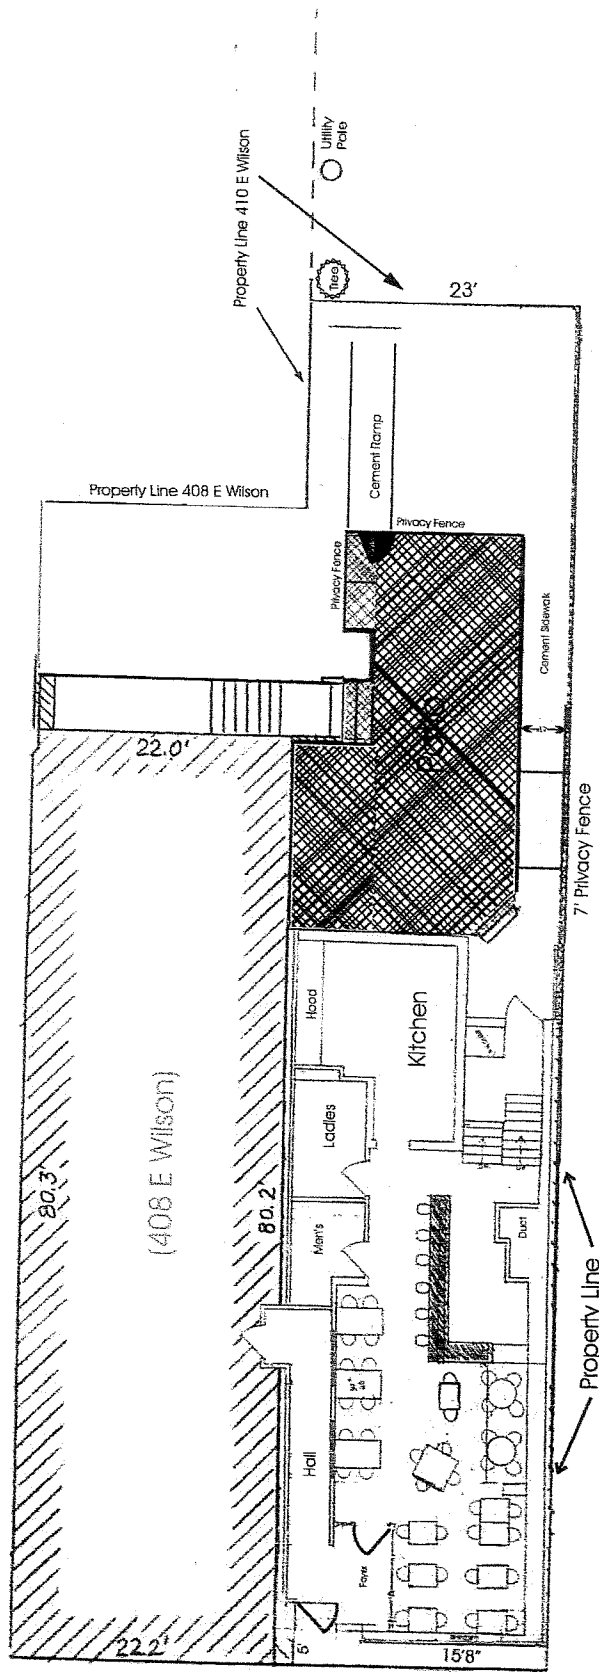 Utility
Pole
Property Line 410 E Wilson
Tree
23'
Cement Ramp
Property Line 408 E Wilson
Privacy Fence
Privacy Fence
Cement Sidewalk
22.0'
Patio
5'
7' Privacy Fence
Hood
Kitchen
Ladies
(408 E Wilson)
80.3'
80.2'
Men's
Duct
Property Line
Hall
Foyer
22.2'
5'
15'8"